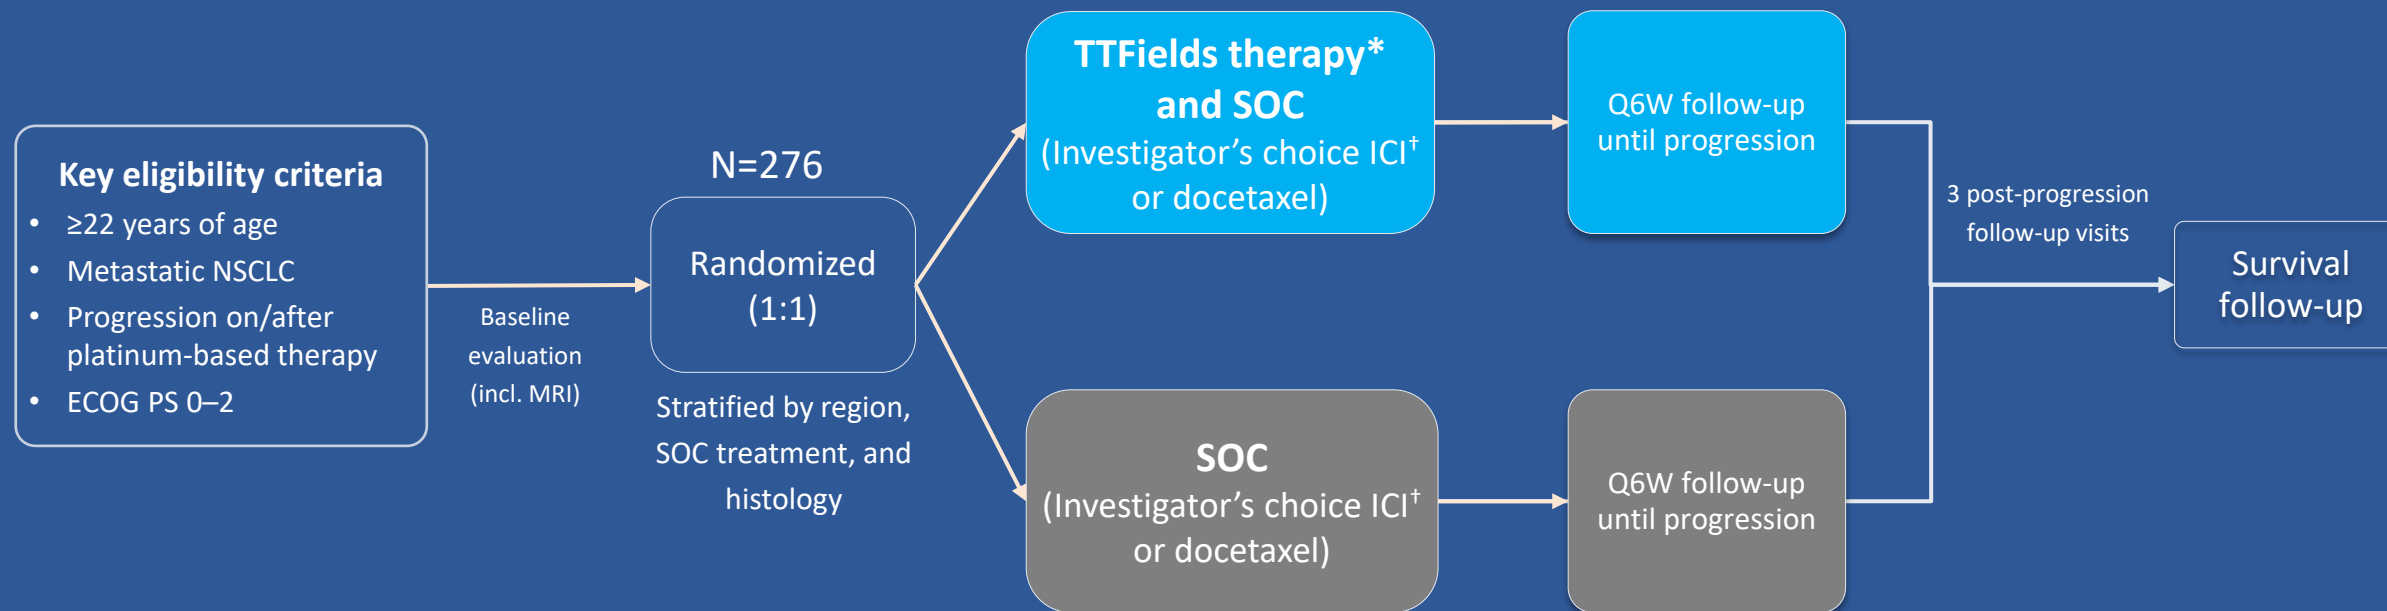 Key eligibility criteria
• ≥22 years of age
• Metastatic NSCLC
• Progression on/after
platinum-based therapy
• ECOG PS 0–2
Baseline
evaluation
(incl. MRI)
N=276
Randomized
(1:1)
Stratified by region,
SOC treatment, and
histology
TTFields therapy*
and SOC
(Investigator’s choice ICI†
or docetaxel)
Q6W follow-up
until progression
SOC
(Investigator’s choice ICI†
or docetaxel)
Q6W follow-up
until progression
3 post-progression
follow-up visits
Survival
follow-up